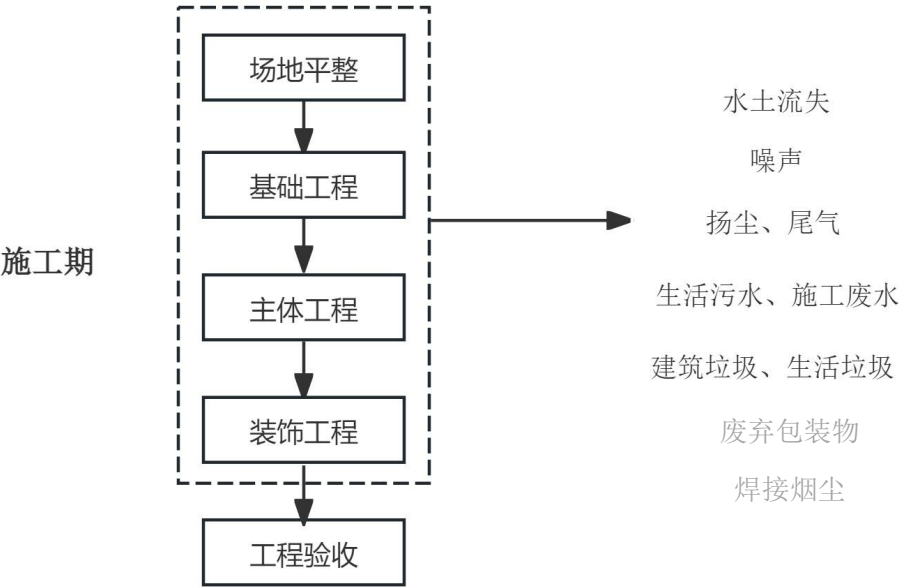 场地平整
基础工程
施工期
主体工程
装饰工程
工程验收
水土流失
噪声
扬尘、尾气
生活污水、施工废水
建筑垃圾、生活垃圾
废弃包装物
焊接烟尘